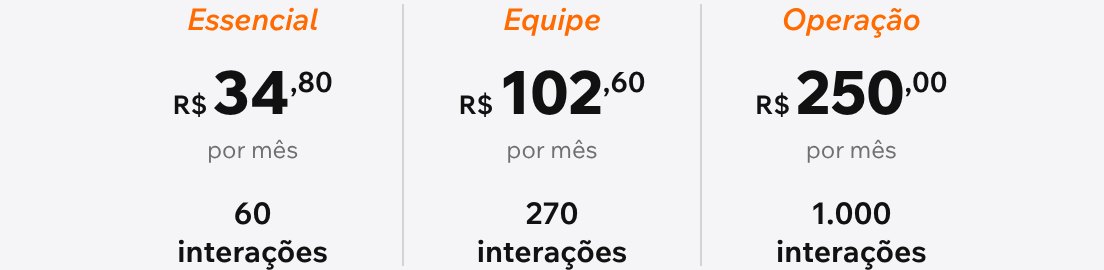 Essencial
R$ 34,80
por mês
60
interações
Equipe
R$ 102,60
por mês
270
interações
Operação
R$ 250,00
por mês
1.000
interações